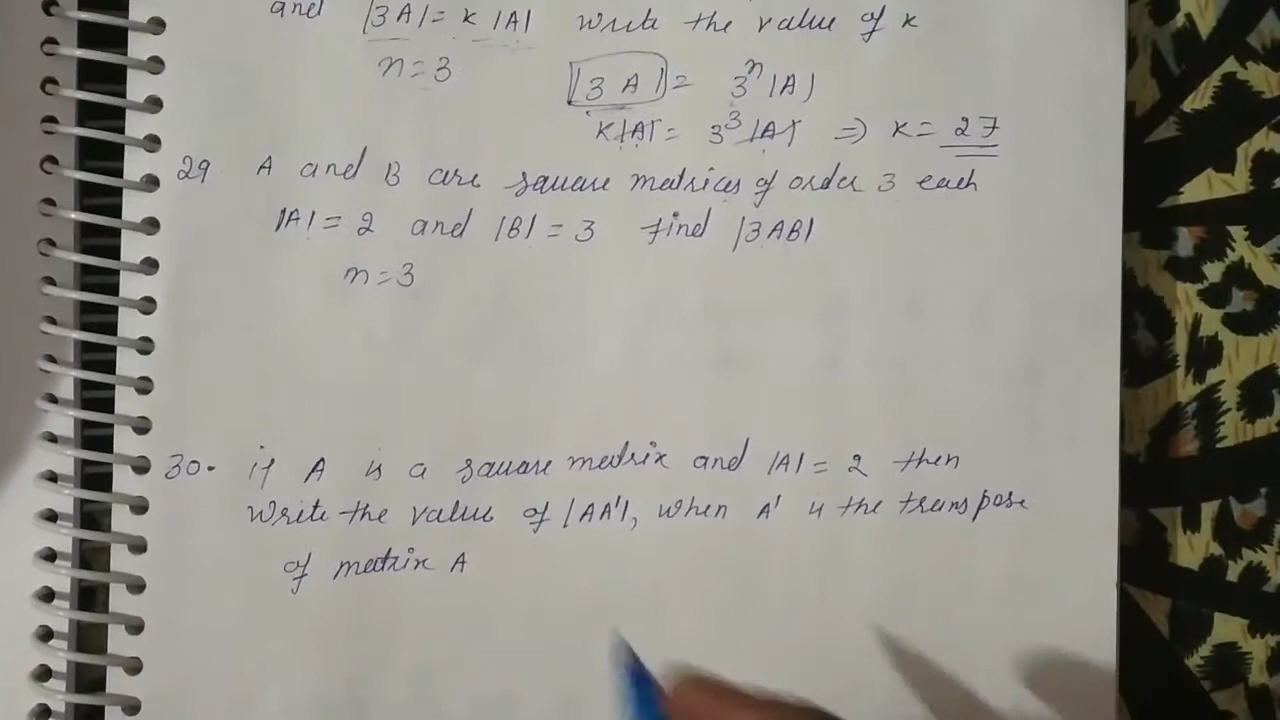 and |3A| = K |A| write the value of K
n = 3 |3 A| = 3ⁿ |A|
K|A| = 3³ |A| ⇒ K = 27
29 A and B are square matrices of order 3 each
|A| = 2 and |B| = 3 find |3AB|
n = 3
30. if A is a square matrix and |A| = 2 then
write the value of |AA'|, when A' is the transpose
of matrix A